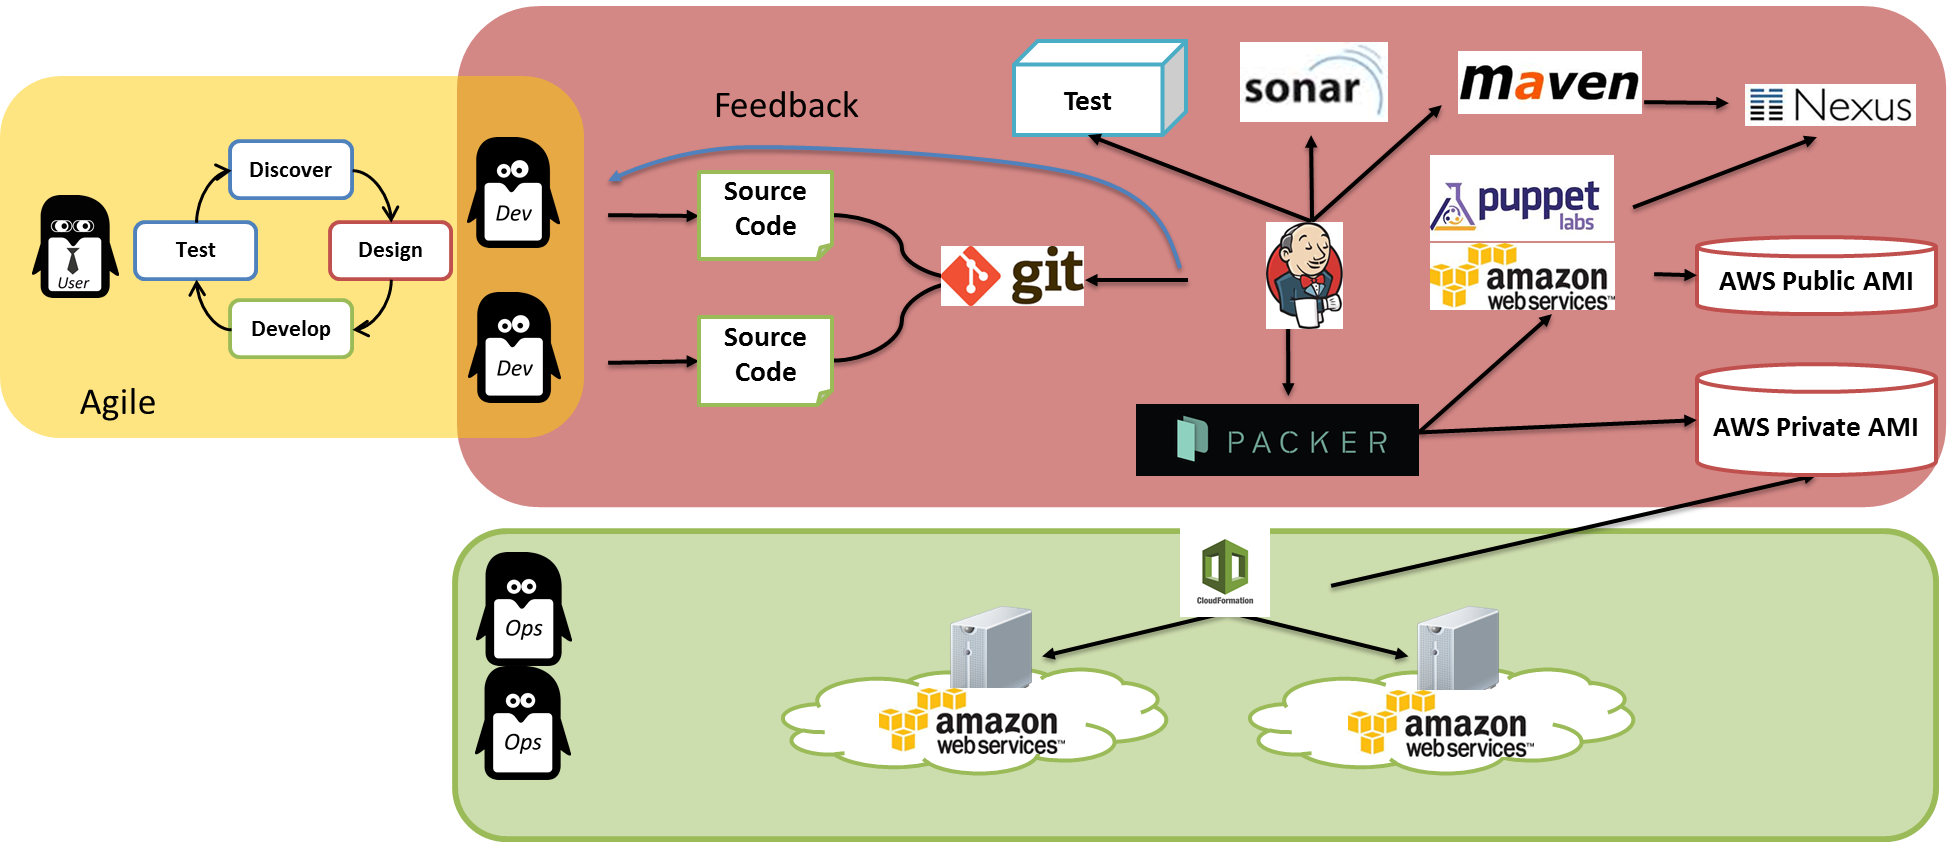 Agile
User
Discover
Design
Develop
Test
Dev
Dev
Feedback
Source
Code
Source
Code
git
Test
sonar
maven
Nexus
puppet
labs
amazon
web services™
AWS Public AMI
PACKER
AWS Private AMI
Ops
Ops
CloudFormation
amazon
web services™
amazon
web services™